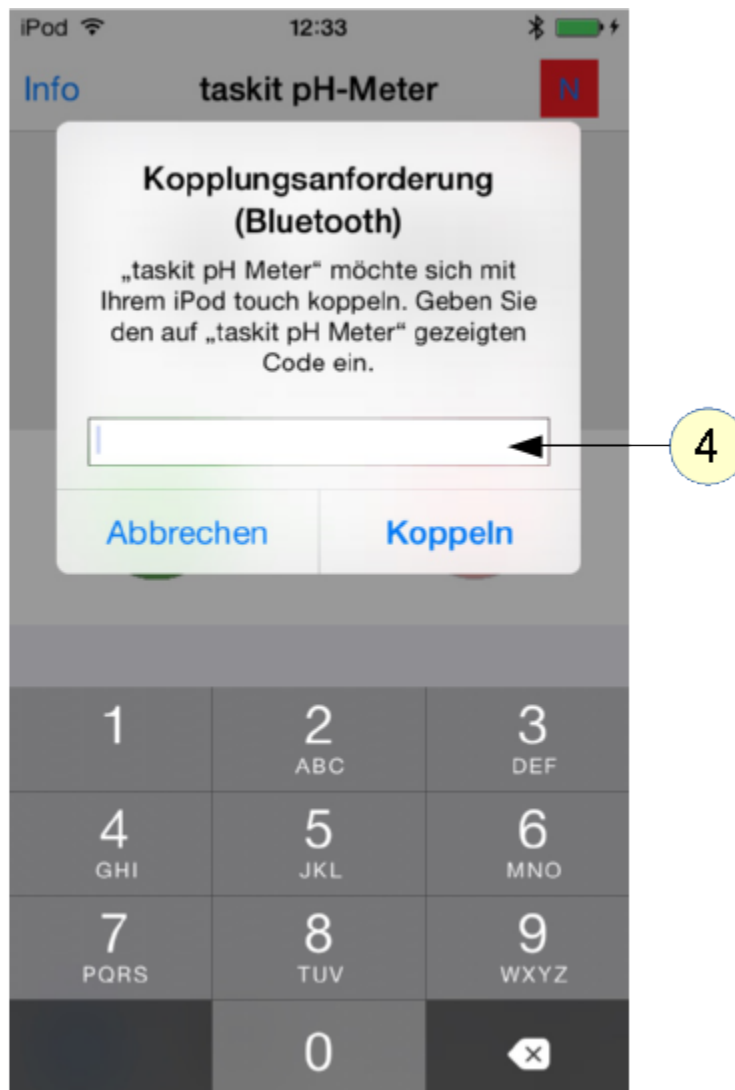 iPod 12:33
Info taskit pH-Meter N
Kopplungsanforderung
(Bluetooth)
„taskit pH Meter“ möchte sich mit
Ihrem iPod touch koppeln. Geben Sie
den auf „taskit pH Meter“ gezeigten
Code ein.
4
Abbrechen Koppeln
1 2 3
ABC DEF
4 5 6
GHI JKL MNO
7 8 9
PQRS TUV WXYZ
0